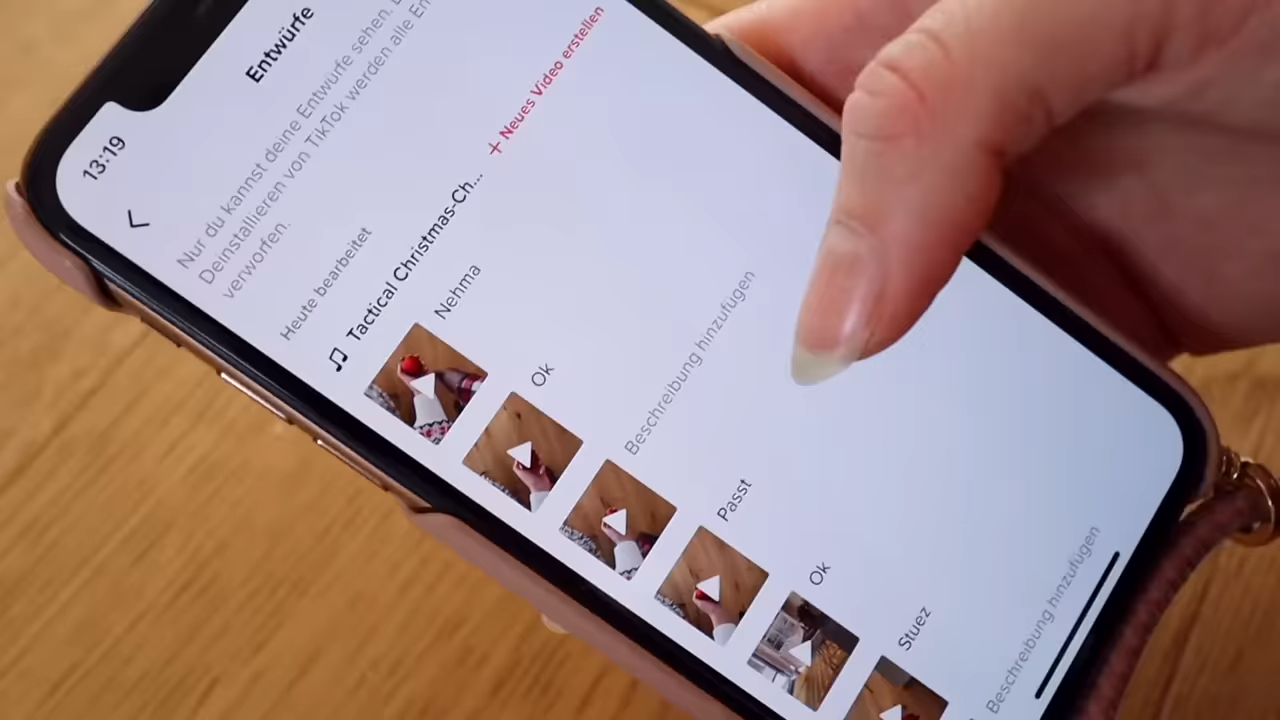 13:19
Entwürfe
Nur du kannst deine Entwürfe sehen.
Deinstallieren von TikTok werden alle
verworfen.
Heute bearbeitet
Tactical Christmas-Ch...
+ Neues Video erstellen
Nehma
Ok
Beschreibung hinzufügen
Passt
Ok
Stuez
Beschreibung hinzufügen